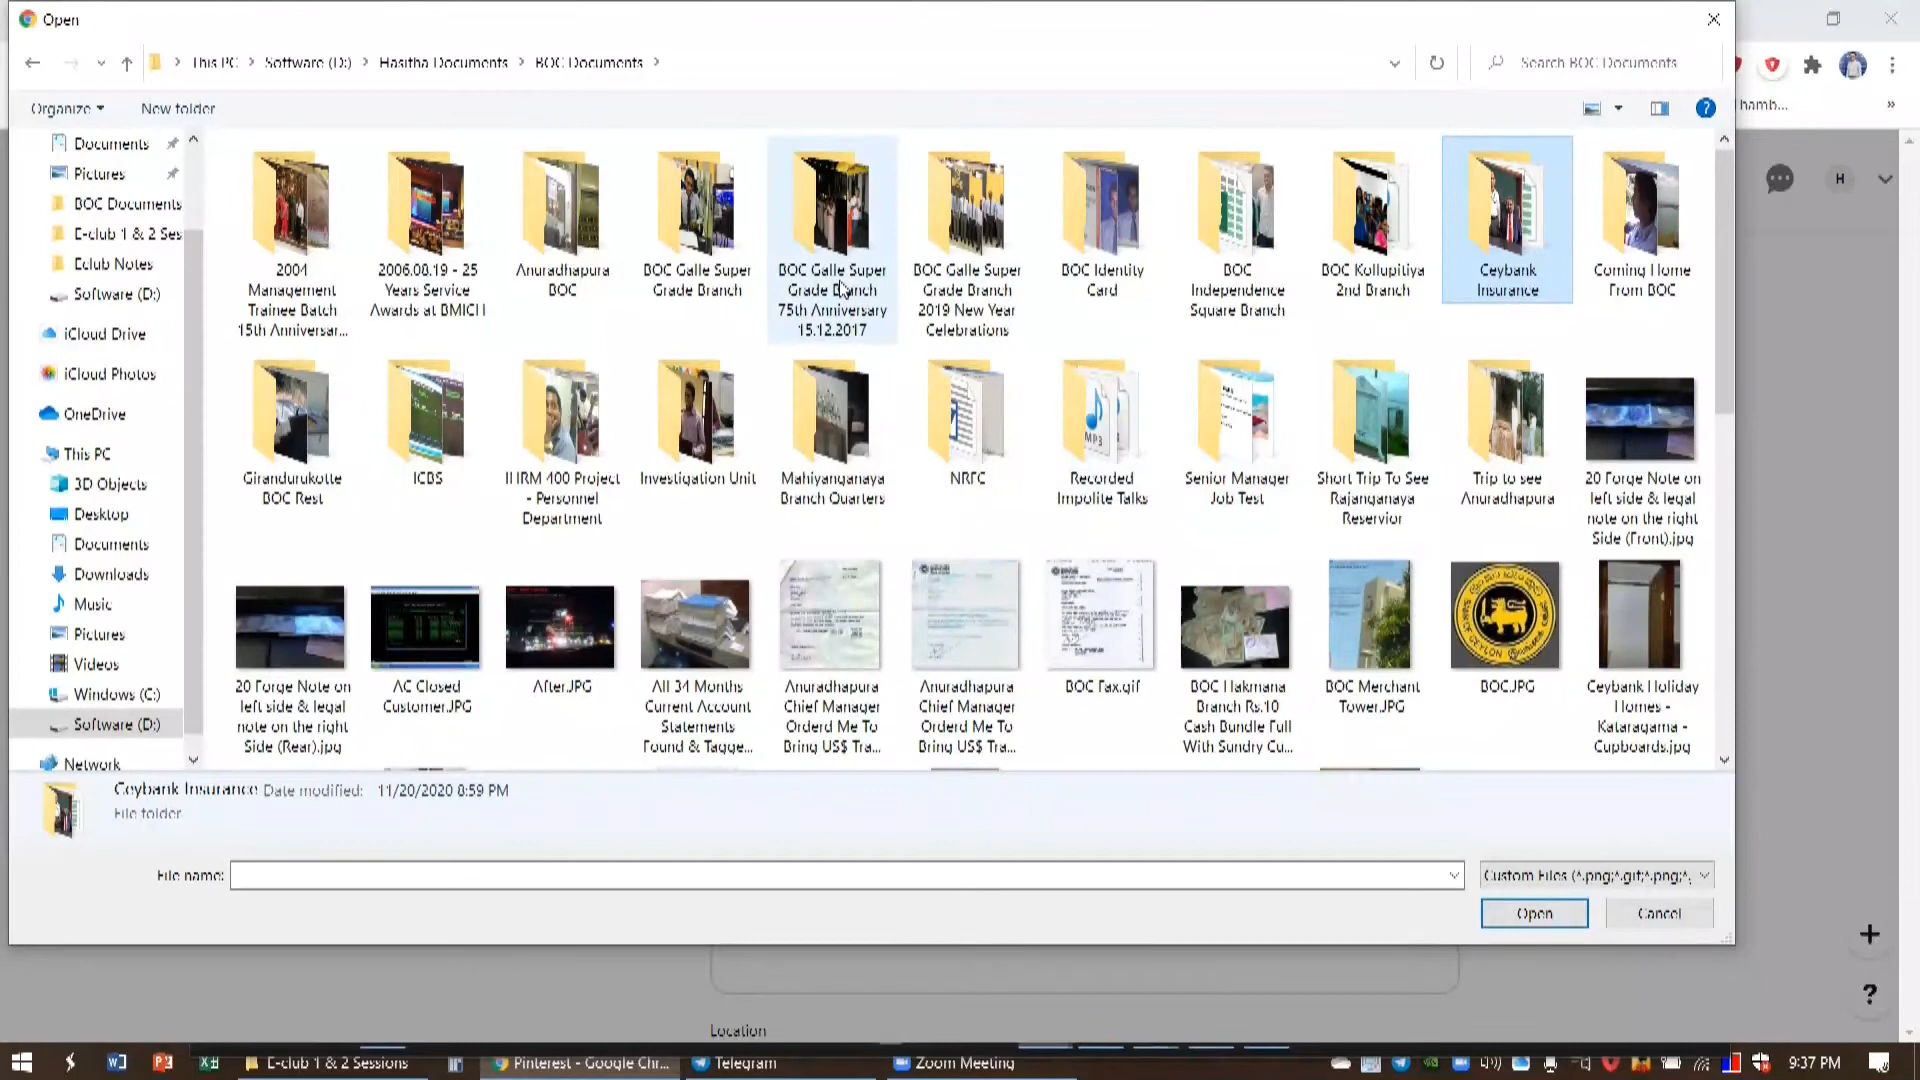 Open
This PC > Software (D:) > Hasitha Documents > BOC Documents >
Search BOC Documents
Organize
New folder
hamb...
Documents
Pictures
BOC Documents
E-club 1 & 2 Ses
Eclub Notes
Software (D:)
iCloud Drive
iCloud Photos
OneDrive
This PC
3D Objects
Desktop
Documents
Downloads
Music
Pictures
Videos
Windows (C:)
Software (D:)
Network
2004
Management
Trainee Batch
15th Anniversar...
2006.08.19 - 25
Years Service
Awards at BMICH
Anuradhapura
BOC
BOC Galle Super
Grade Branch
BOC Galle Super
Grade Branch
75th Anniversary
15.12.2017
BOC Galle Super
Grade Branch
2019 New Year
Celebrations
BOC Identity
Card
BOC
Independence
Square Branch
BOC Kollupitiya
2nd Branch
Ceybank
Insurance
Coming Home
From BOC
H
Girandurukotte
BOC Rest
ICBS
HRM 400 Project
- Personnel
Department
Investigation Unit
Mahiyanganaya
Branch Quarters
NRFC
MP3
Recorded
Impolite Talks
Senior Manager
Job Test
Short Trip To See
Rajanganaya
Reservior
Trip to see
Anuradhapura
20 Forge Note on
left side & legal
note on the right
Side (Front).jpg
20 Forge Note on
left side & legal
note on the right
Side (Rear).jpg
AC Closed
Customer.JPG
After.JPG
All 34 Months
Current Account
Statements
Found & Tagge...
Anuradhapura
Chief Manager
Orderd Me To
Bring US$ Tra...
Anuradhapura
Chief Manager
Orderd Me To
Bring US$ Tra...
BOC Fax.gif
BOC Hakmana
Branch Rs.10
Cash Bundle Full
With Sundry Cu...
BOC Merchant
Tower.JPG
BOC.JPG
Ceybank Holiday
Homes -
Kataragama -
Cupboards.jpg
Ceybank Insurance Date modified: 11/20/2020 8:59 PM
File folder
File name:
Custom Files (*.png;*.gif;*.png;*.
Open
Cancel
Location
E-club 1 & 2 Sessions
Pinterest - Google Chr...
Telegram
Zoom Meeting
9:37 PM